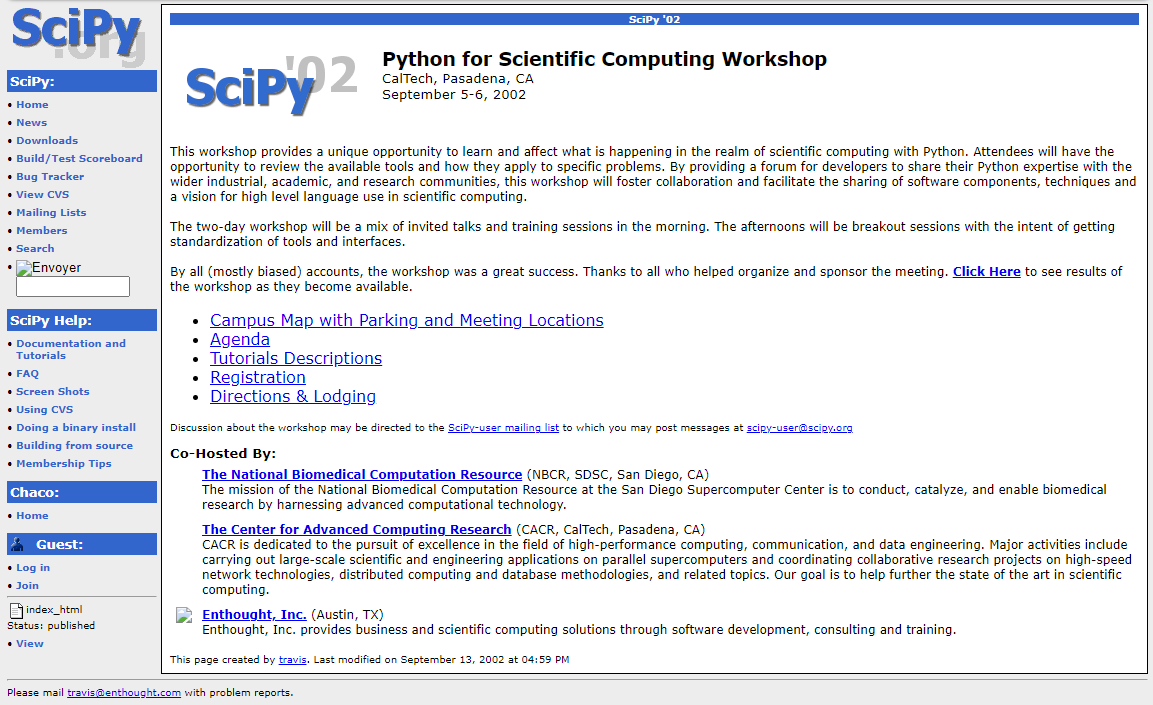 SciPy
.org
SciPy:
Home
News
Downloads
Build/Test Scoreboard
Bug Tracker
View CVS
Mailing Lists
Members
Search
Envoyer
SciPy Help:
Documentation and
Tutorials
FAQ
Screen Shots
Using CVS
Doing a binary install
Building from source
Membership Tips
Chaco:
Home
Guest:
Log in
Join
index_html
Status: published
View
SciPy '02
SciPy '02
Python for Scientific Computing Workshop
CalTech, Pasadena, CA
September 5-6, 2002
This workshop provides a unique opportunity to learn and affect what is happening in the realm of scientific computing with Python. Attendees will have the
opportunity to review the available tools and how they apply to specific problems. By providing a forum for developers to share their Python expertise with the
wider industrial, academic, and research communities, this workshop will foster collaboration and facilitate the sharing of software components, techniques and
a vision for high level language use in scientific computing.
The two-day workshop will be a mix of invited talks and training sessions in the morning. The afternoons will be breakout sessions with the intent of getting
standardization of tools and interfaces.
By all (mostly biased) accounts, the workshop was a great success. Thanks to all who helped organize and sponsor the meeting. Click Here to see results of
the workshop as they become available.
Campus Map with Parking and Meeting Locations
Agenda
Tutorials Descriptions
Registration
Directions & Lodging
Discussion about the workshop may be directed to the SciPy-user mailing list to which you may post messages at scipy-user@scipy.org
Co-Hosted By:
The National Biomedical Computation Resource (NBCR, SDSC, San Diego, CA)
The mission of the National Biomedical Computation Resource at the San Diego Supercomputer Center is to conduct, catalyze, and enable biomedical
research by harnessing advanced computational technology.
The Center for Advanced Computing Research (CACR, CalTech, Pasadena, CA)
CACR is dedicated to the pursuit of excellence in the field of high-performance computing, communication, and data engineering. Major activities include
carrying out large-scale scientific and engineering applications on parallel supercomputers and coordinating collaborative research projects on high-speed
network technologies, distributed computing and database methodologies, and related topics. Our goal is to help further the state of the art in scientific
computing.
Enthought, Inc. (Austin, TX)
Enthought, Inc. provides business and scientific computing solutions through software development, consulting and training.
This page created by travis. Last modified on September 13, 2002 at 04:59 PM
Please mail travis@enthought.com with problem reports.